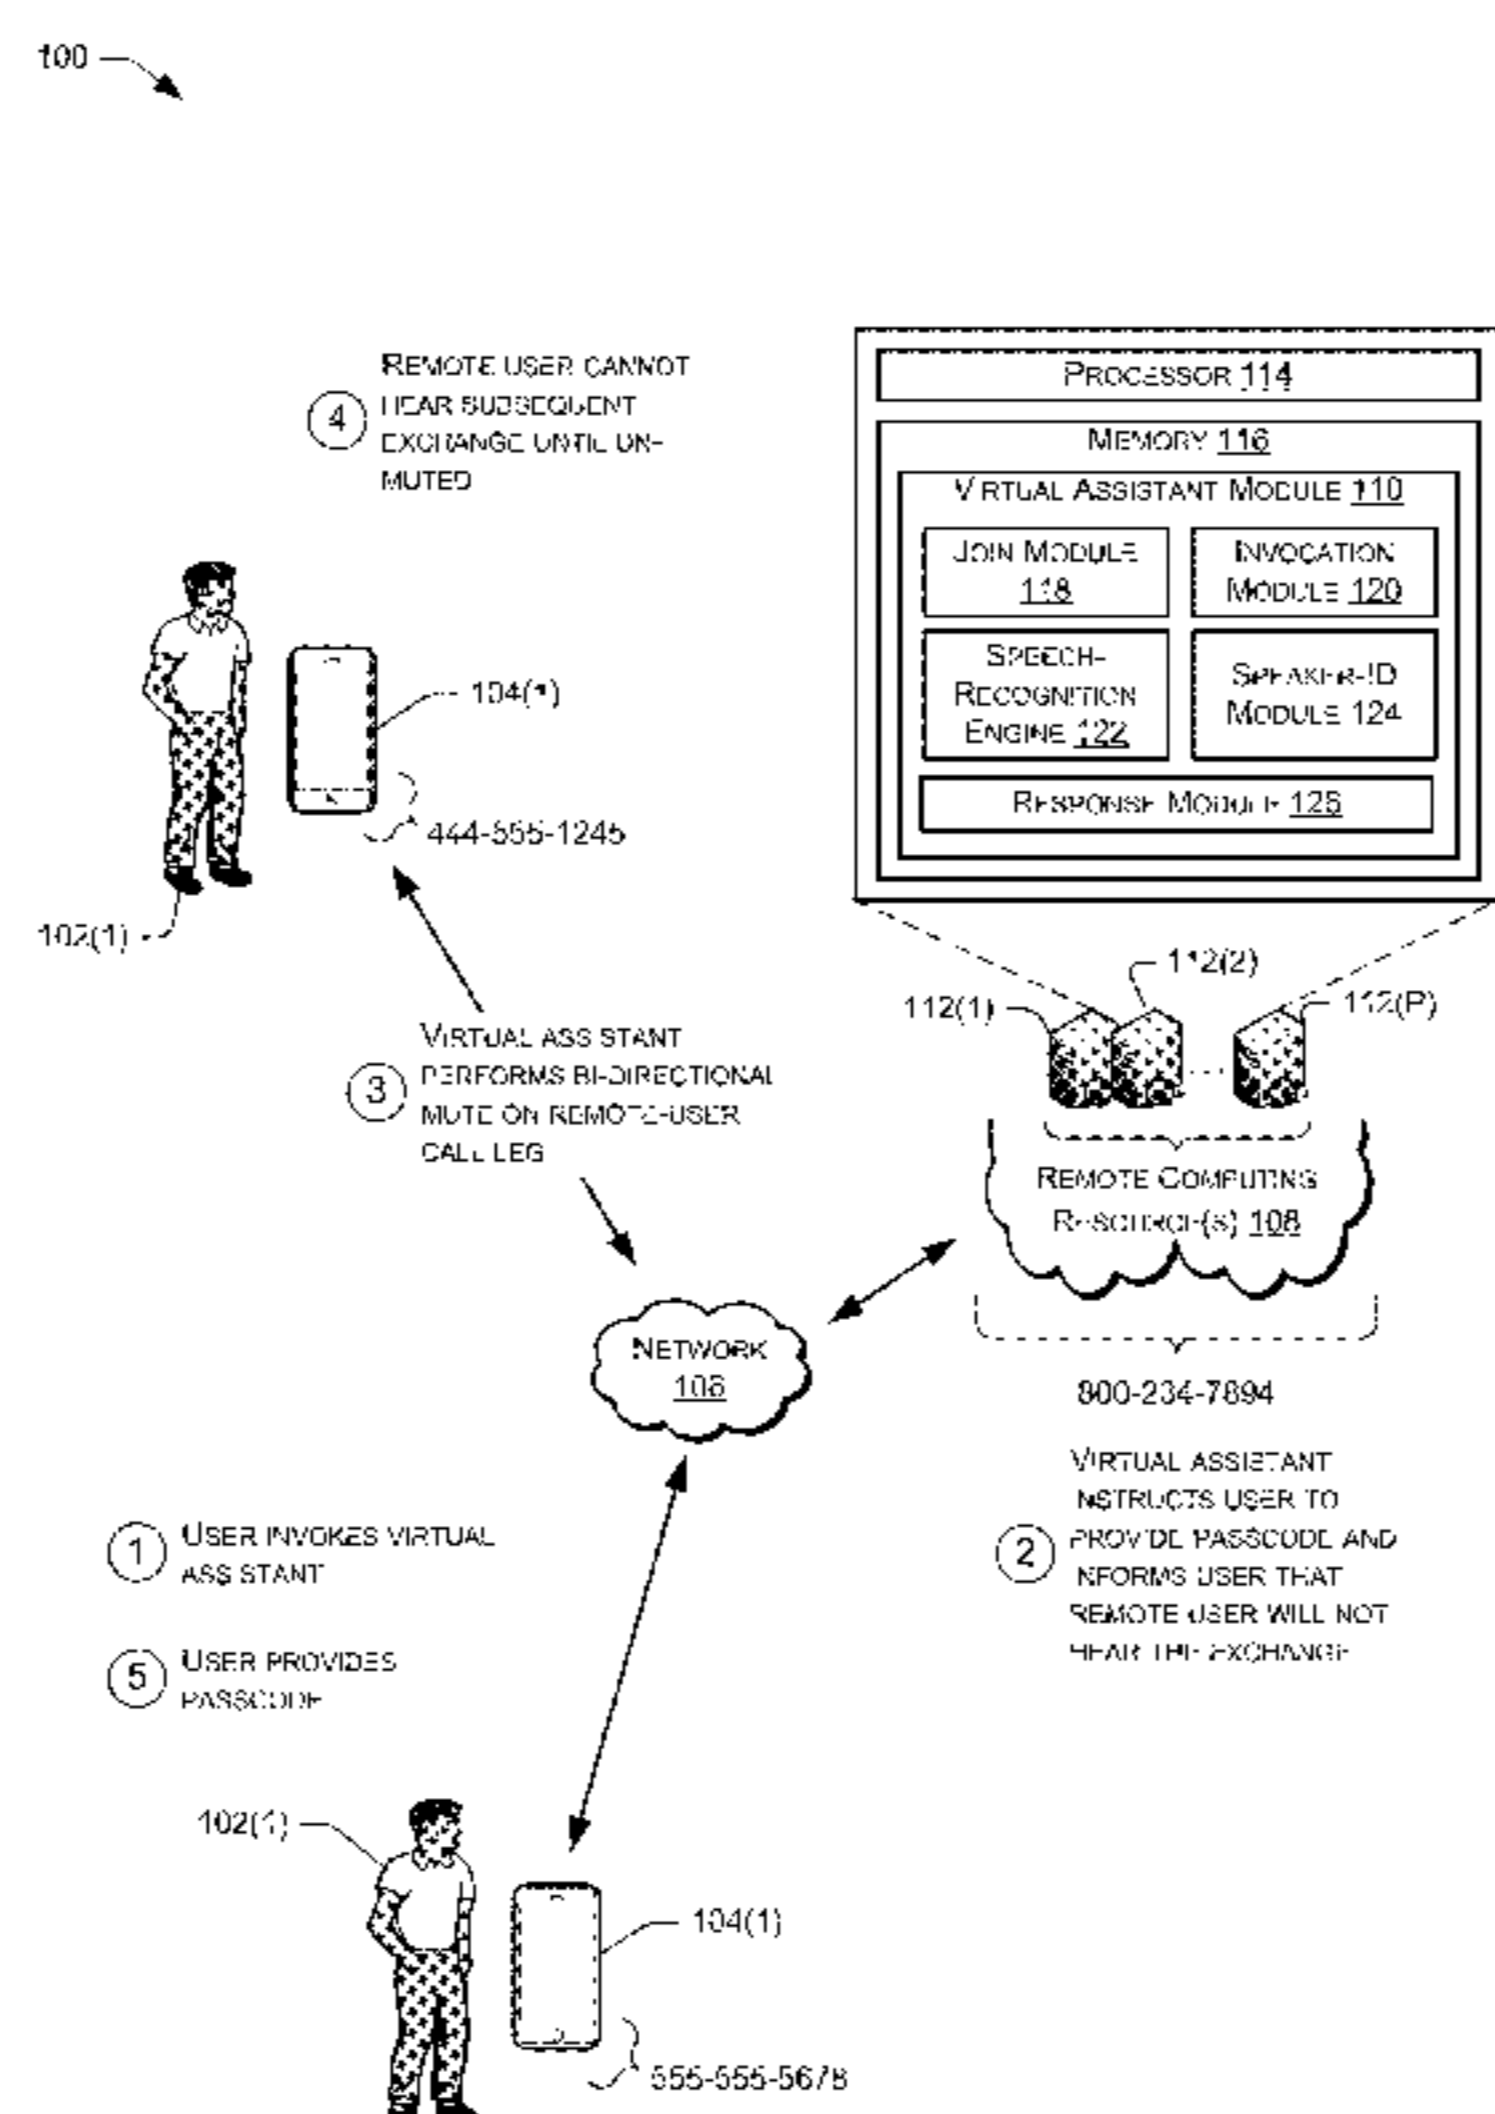 100
REMOTE USER CANNOT
4
HEAR SUBSEQUENT
EXCHANGE UNTIL UN-
MUTED
104(1)
444-555-1245
102(1)
PROCESSOR 114
MEMORY 116
VIRTUAL ASSISTANT MODULE 110
JOIN MODULE
118
INVOCATION
MODULE 120
SPEECH-
RECOGNITION
ENGINE 122
SPEAKER-ID
MODULE 124
RESPONSE MODULE 126
112(1)
112(2)
112(P)
REMOTE COMPUTING
RESOURCE(S) 108
800-234-7894
3
VIRTUAL ASSISTANT
PERFORMS BI-DIRECTIONAL
MUTE ON REMOTE-USER
CALL LEG
NETWORK
106
2
VIRTUAL ASSISTANT
INSTRUCTS USER TO
PROVIDE PASSCODE AND
INFORMS USER THAT
REMOTE USER WILL NOT
HEAR THE EXCHANGE
1
USER INVOKES VIRTUAL
ASSISTANT
5
USER PROVIDES
PASSCODE
102(1)
104(1)
555-555-5678